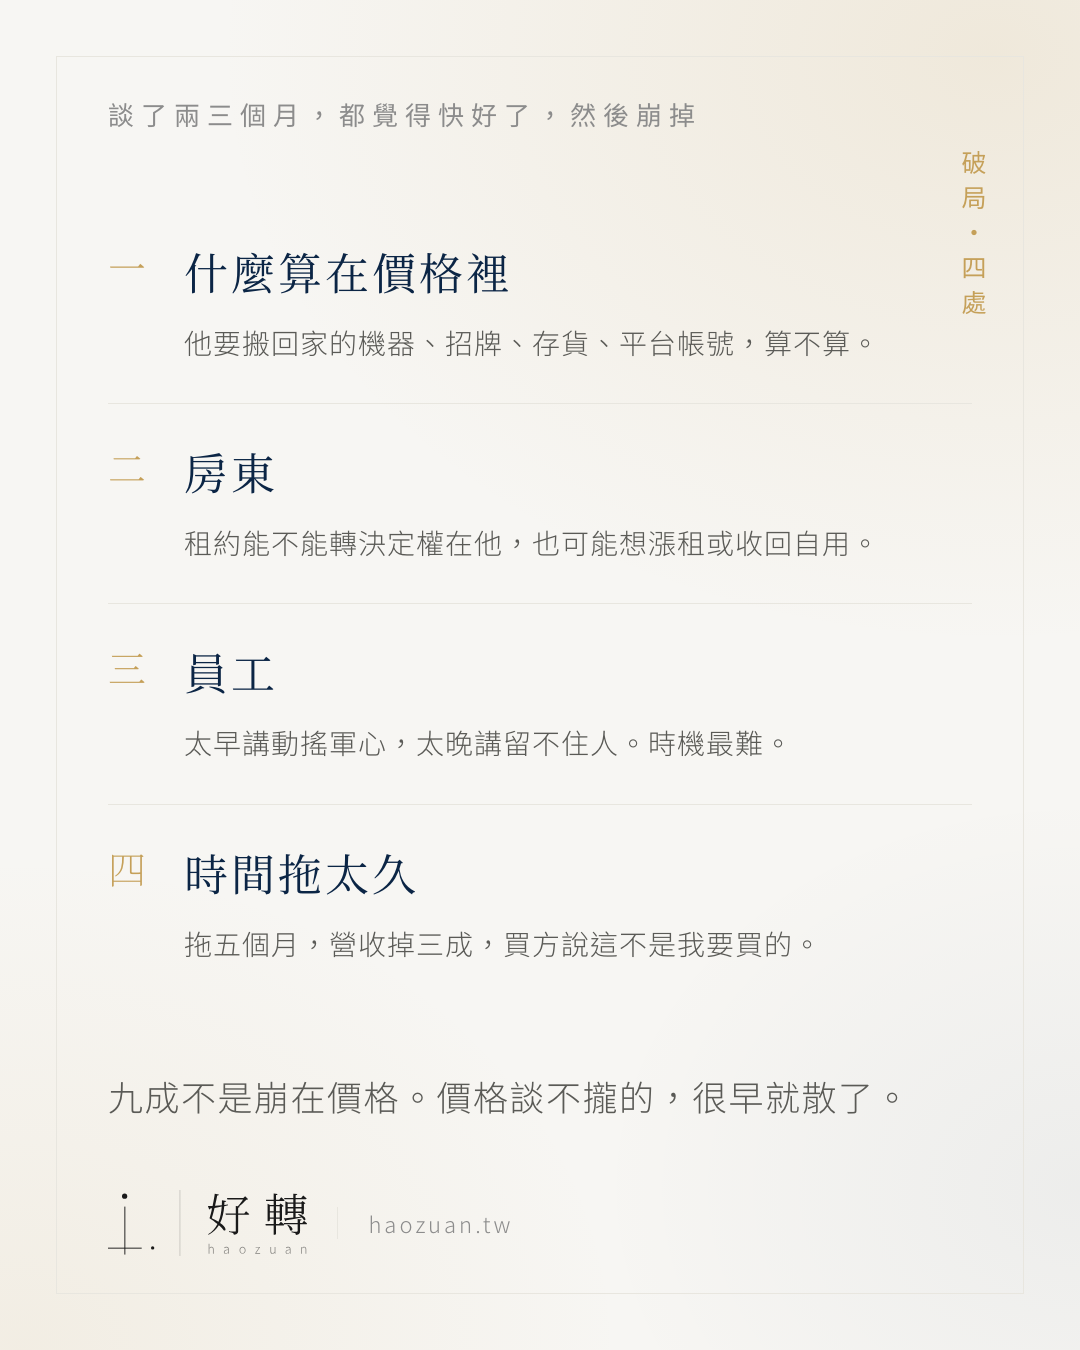 談了兩三個月，都覺得快好了，然後崩掉
破局・四處
一 什麼算在價格裡
他要搬回家的機器、招牌、存貨、平台帳號，算不算。
二 房東
租約能不能轉決定權在他，也可能想漲租或收回自用。
三 員工
太早講動搖軍心，太晚講留不住人。時機最難。
四 時間拖太久
拖五個月，營收掉三成，買方說這不是我要買的。
九成不是崩在價格。價格談不攏的，很早就散了。
好轉
haozuan
haozuan.tw